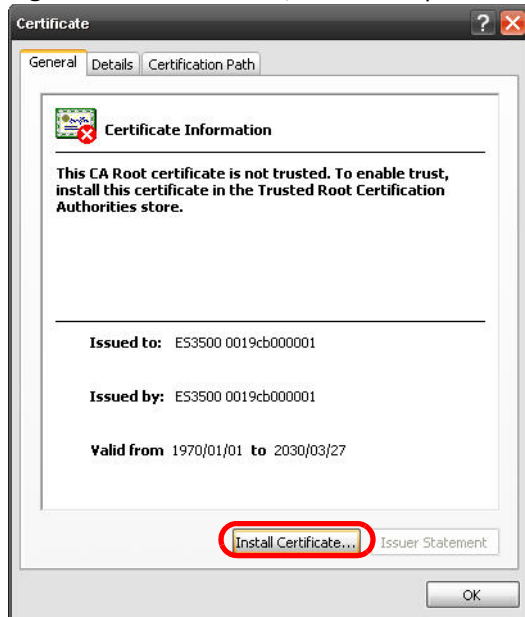 Certificate
General Details Certification Path
Certificate Information
This CA Root certificate is not trusted. To enable trust,
install this certificate in the Trusted Root Certification
Authorities store.
Issued to: ES3500 0019cb000001
Issued by: ES3500 0019cb000001
Valid from 1970/01/01 to 2030/03/27
Install Certificate... Issuer Statement
OK